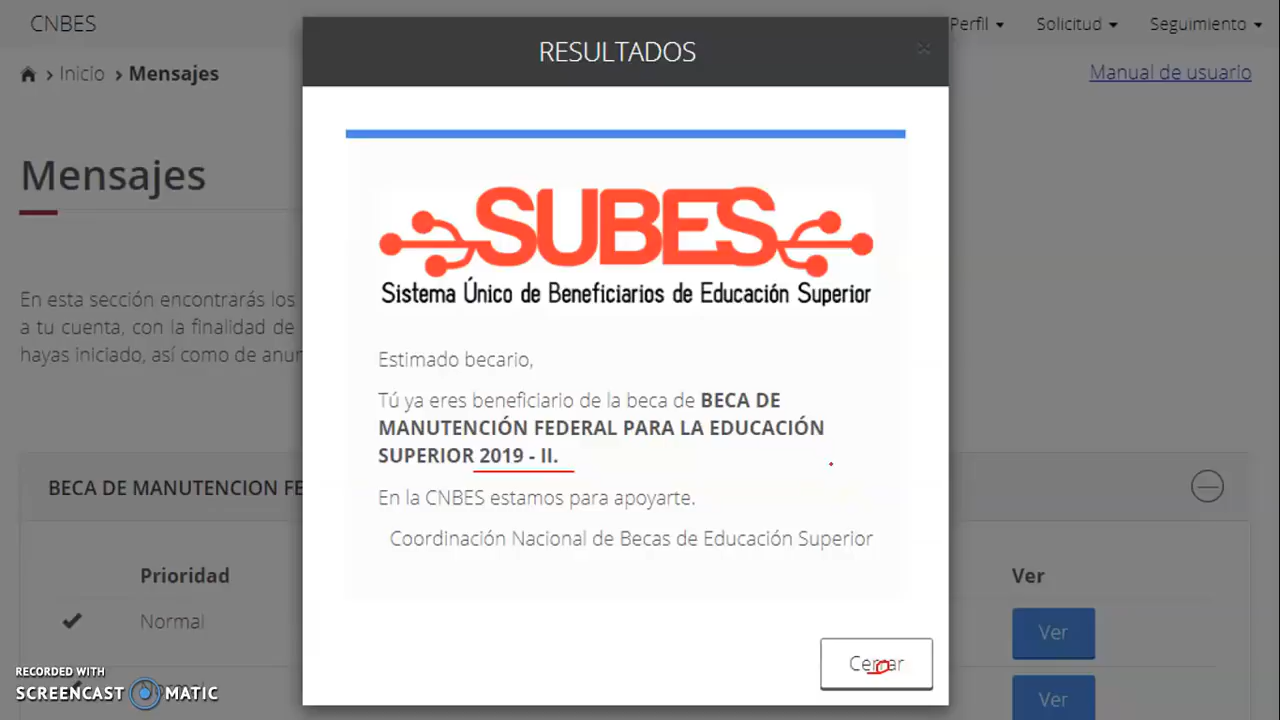 CNBES
Perfil
Solicitud
Seguimiento
Inicio
Mensajes
Manual de usuario
Mensajes
En esta sección encontrarás los
a tu cuenta, con la finalidad de
hayas iniciado, así como de
RESULTADOS
SUBES
Sistema Único de Beneficiarios de Educación Superior
Estimado becario,
Tú ya eres beneficiario de la beca de BECA DE
MANUTENCIÓN FEDERAL PARA LA EDUCACIÓN
SUPERIOR 2019 - II.
En la CNBES estamos para apoyarte.
Coordinación Nacional de Becas de Educación Superior
Cerrar
BECA DE MANUTENCION
Prioridad
Ver
Normal
Ver
Ver
RECORDED WITH
SCREENCAST MATIC